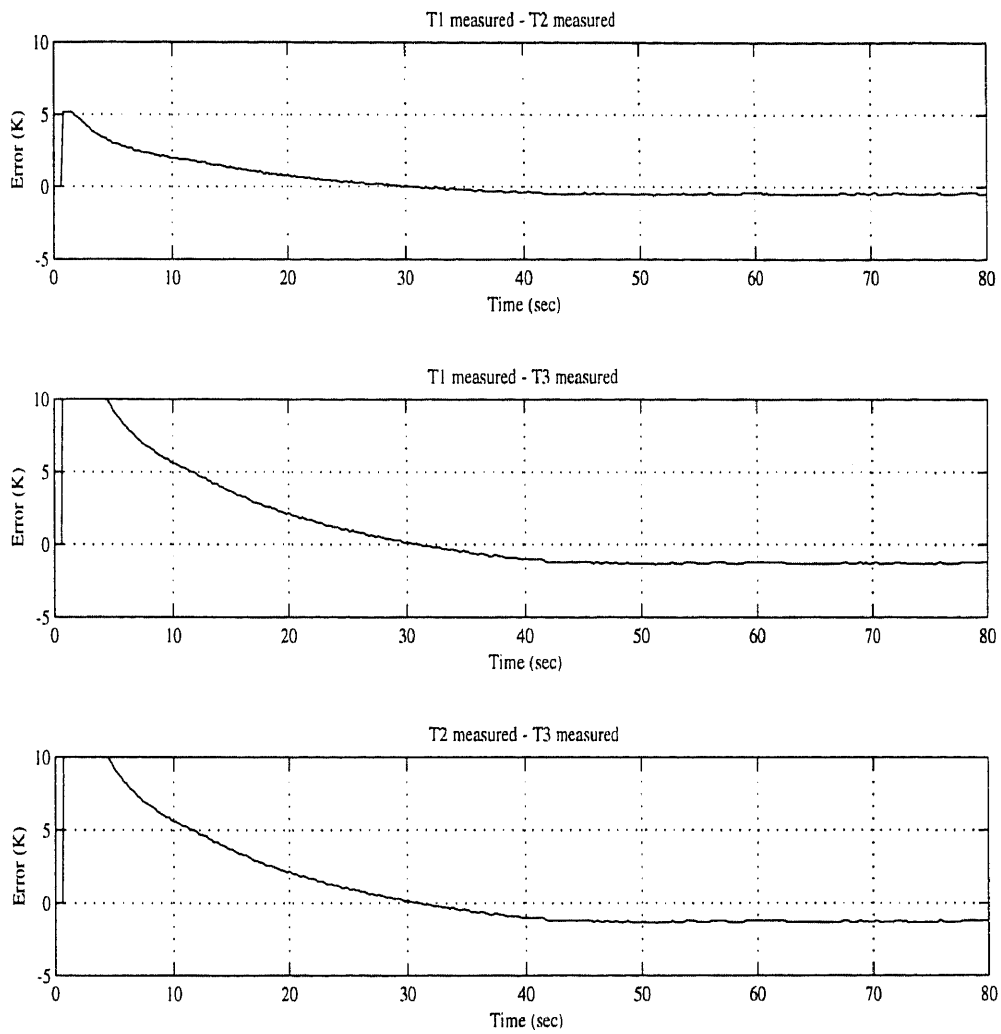 T1 measured - T2 measured
10
5
0
-5
Error (K)
0 10 20 30 40 50 60 70 80
Time (sec)
T1 measured - T3 measured
10
5
0
-5
Error (K)
0 10 20 30 40 50 60 70 80
Time (sec)
T2 measured - T3 measured
10
5
0
-5
Error (K)
0 10 20 30 40 50 60 70 80
Time (sec)